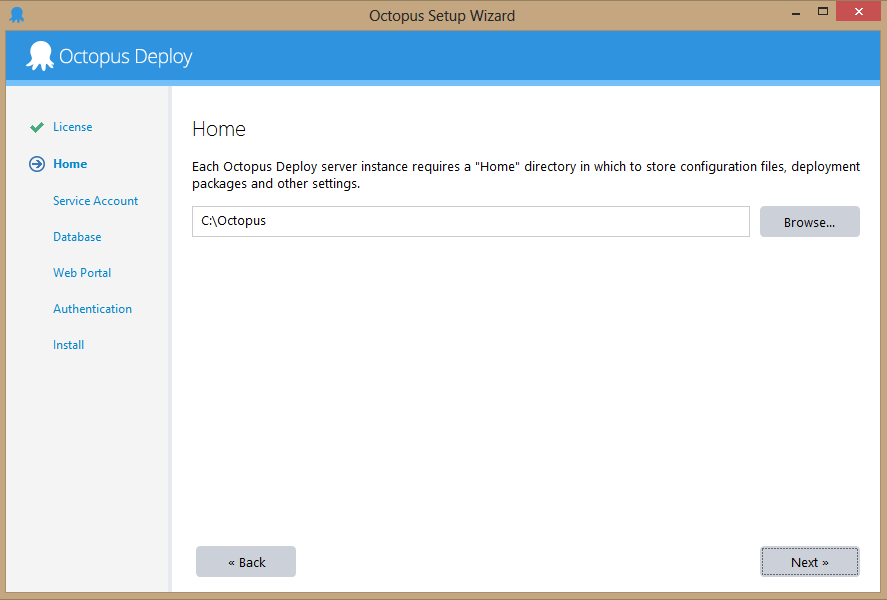 Octopus Setup Wizard
Octopus Deploy
License
Home
Service Account
Database
Web Portal
Authentication
Install
Home
Each Octopus Deploy server instance requires a "Home" directory in which to store configuration files, deployment
packages and other settings.
C:\Octopus
Browse...
« Back
Next »